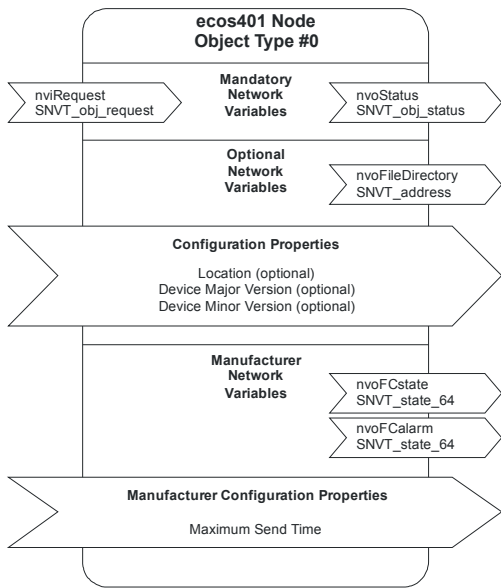 ecos401 Node
Object Type #0
Mandatory
Network
Variables
nviRequest
SNVT_obj_request
nvoStatus
SNVT_obj_status
Optional
Network
Variables
nvoFileDirectory
SNVT_address
Configuration Properties
Location (optional)
Device Major Version (optional)
Device Minor Version (optional)
Manufacturer
Network
Variables
nvoFCstate
SNVT_state_64
nvoFCalarm
SNVT_state_64
Manufacturer Configuration Properties
Maximum Send Time